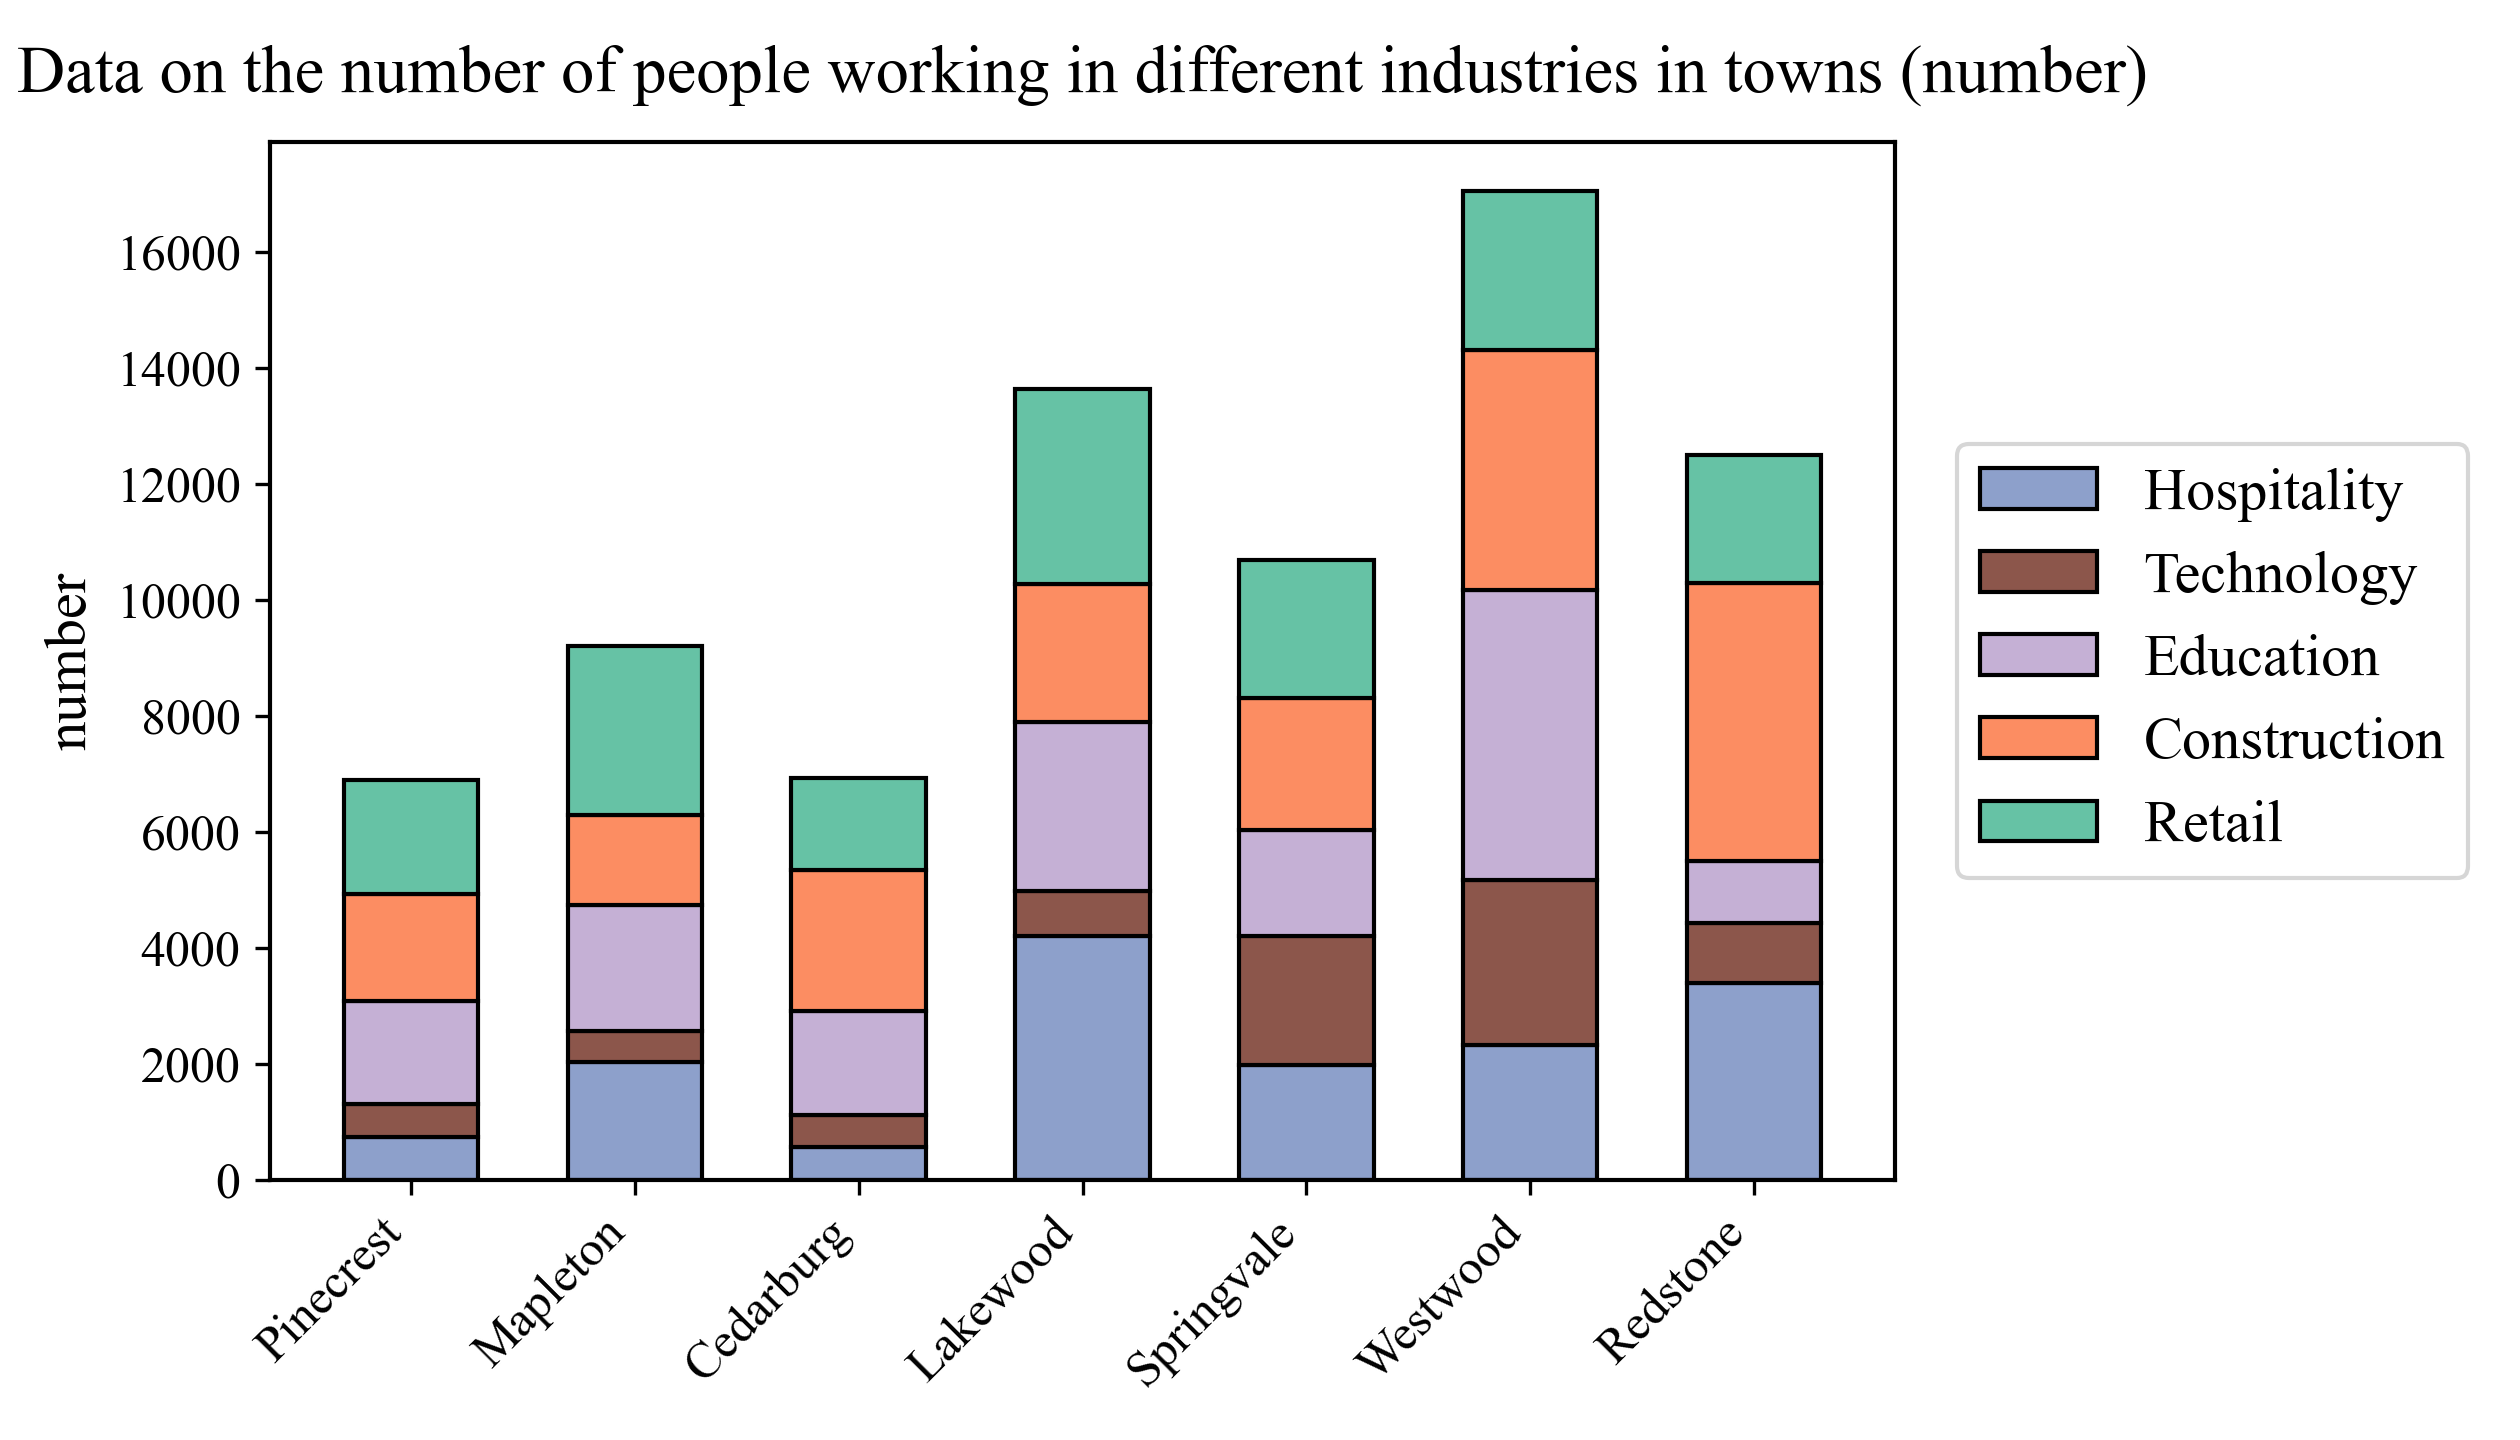 Data on the number of people working in different industries in towns (number)
number
16000
14000
12000
10000
8000
6000
4000
2000
0
Pinecrest
Mapleton
Cedarburg
Lakewood
Springvale
Westwood
Redstone
Hospitality
Technology
Education
Construction
Retail